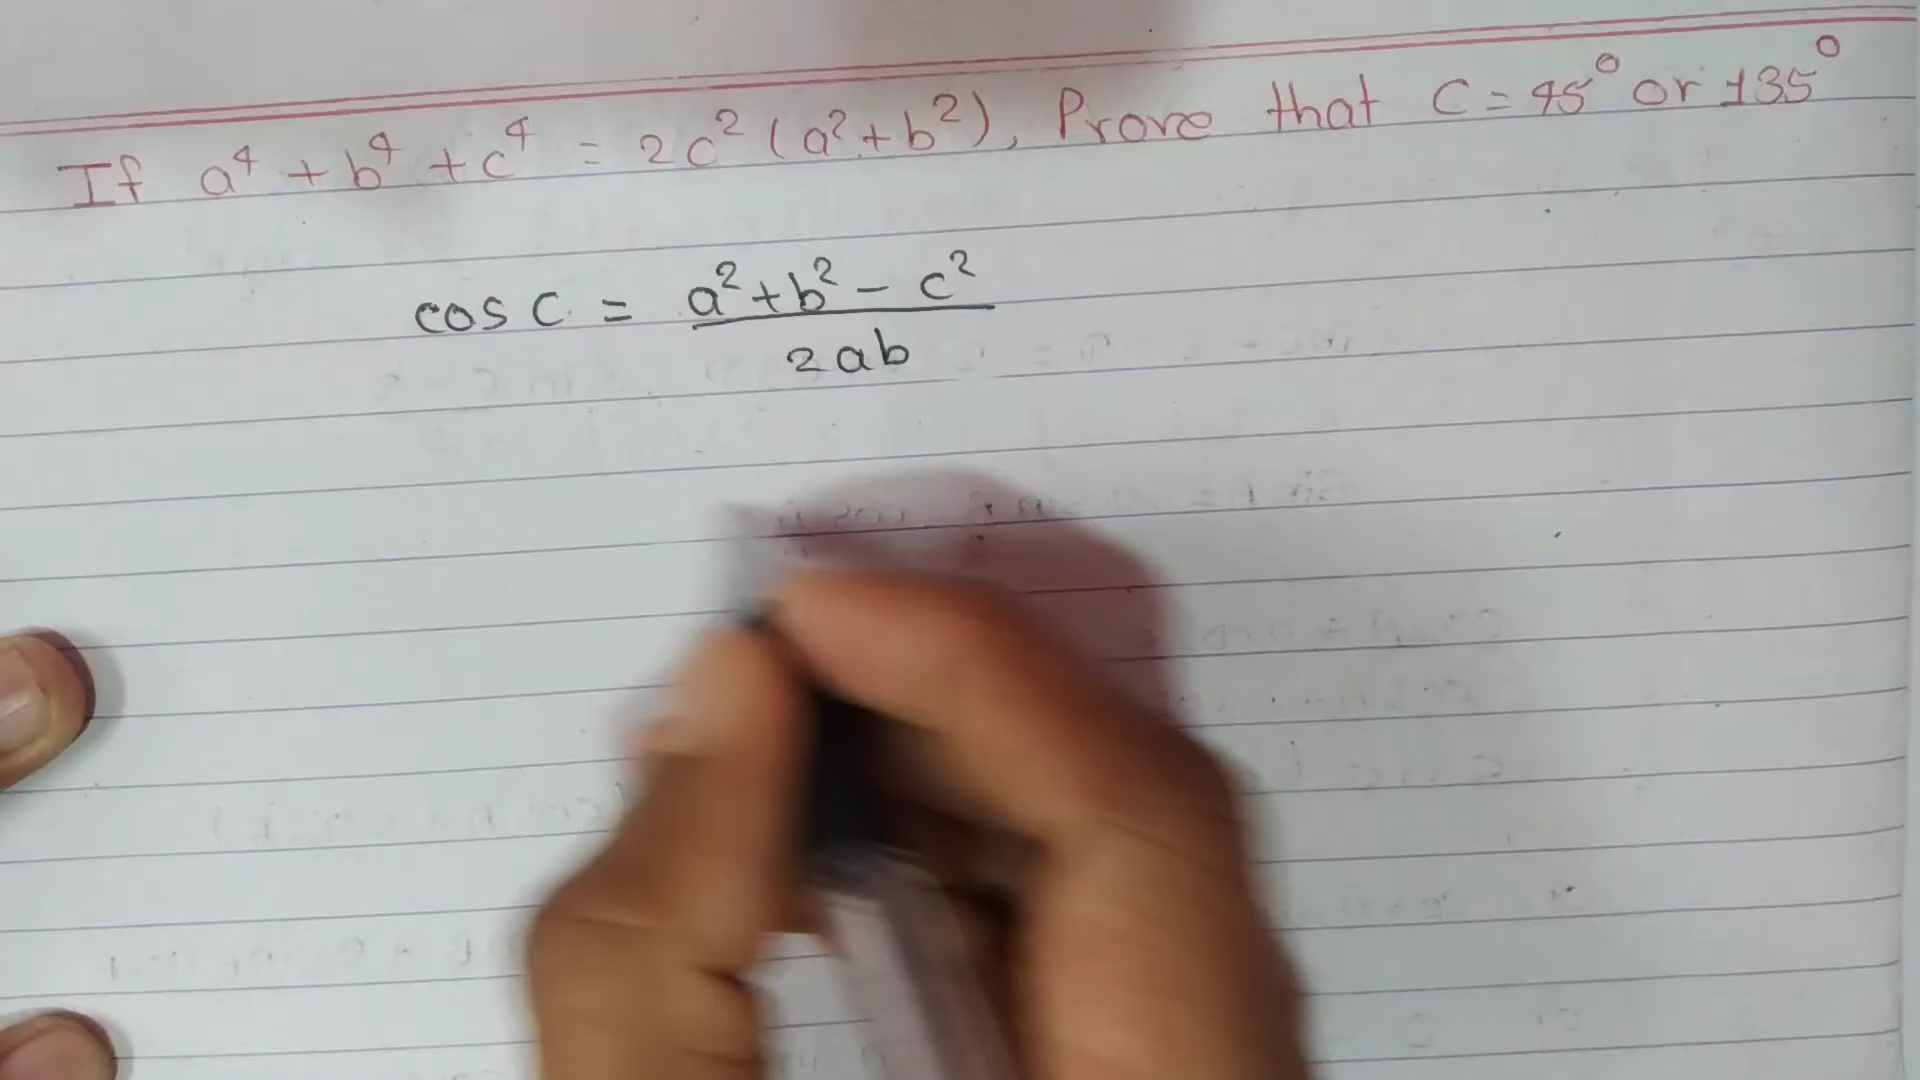 If a⁴ + b⁴ + c⁴ = 2c² (a² + b²), Prove that C = 45° or 135°
cos C = (a² + b² - c²) / 2ab